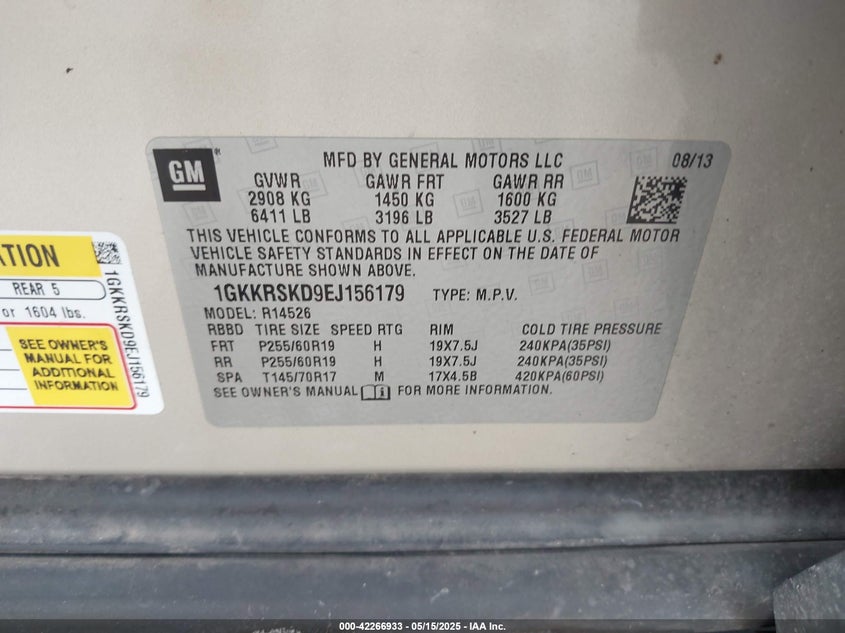 GM
MFD BY GENERAL MOTORS LLC 08/13
GVWR GAWR FRT GAWR RR
2908 KG 1450 KG 1600 KG
6411 LB 3196 LB 3527 LB
THIS VEHICLE CONFORMS TO ALL APPLICABLE U.S. FEDERAL MOTOR
VEHICLE SAFETY STANDARDS IN EFFECT ON THE DATE OF
MANUFACTURE SHOWN ABOVE.
1GKKRSKD9EJ156179 TYPE: M.P.V.
MODEL: R14526
RBBD TIRE SIZE SPEED RTG RIM COLD TIRE PRESSURE
FRT P255/60R19 H 19X7.5J 240KPA(35PSI)
RR P255/60R19 H 19X7.5J 240KPA(35PSI)
SPA T145/70R17 M 17X4.5B 420KPA(60PSI)
SEE OWNER'S MANUAL FOR MORE INFORMATION.
ATION
REAR 5
or 1604 lbs.
SEE OWNER'S
MANUAL FOR
ADDITIONAL
INFORMATION
1GKKRSKD9EJ156179
000-42266933 - 05/15/2025 - IAA Inc.